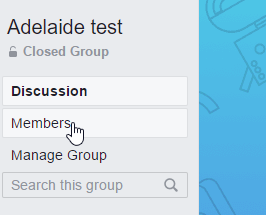 Adelaide test
Closed Group
Discussion
Members
Manage Group
Search this group